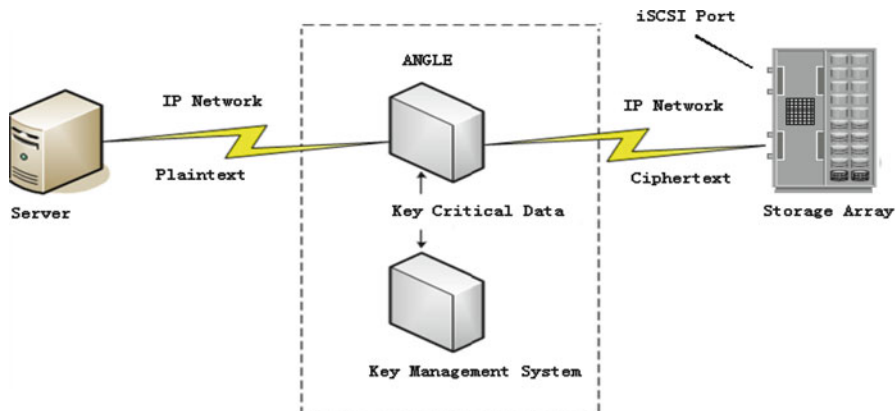 iSCSI Port
ANGLE
IP Network
IP Network
Plaintext
Ciphertext
Server
Key Critical Data
Storage Array
Key Management System